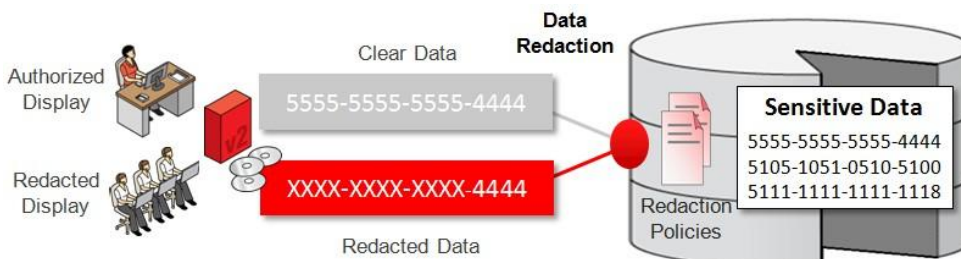 Authorized
Display
Redacted
Display
v2
Clear Data
5555-5555-5555-4444
XXXX-XXXX-XXXX-4444
Redacted Data
Data
Redaction
Redaction
Policies
Sensitive Data
5555-5555-5555-4444
5105-1051-0510-5100
5111-1111-1111-1118